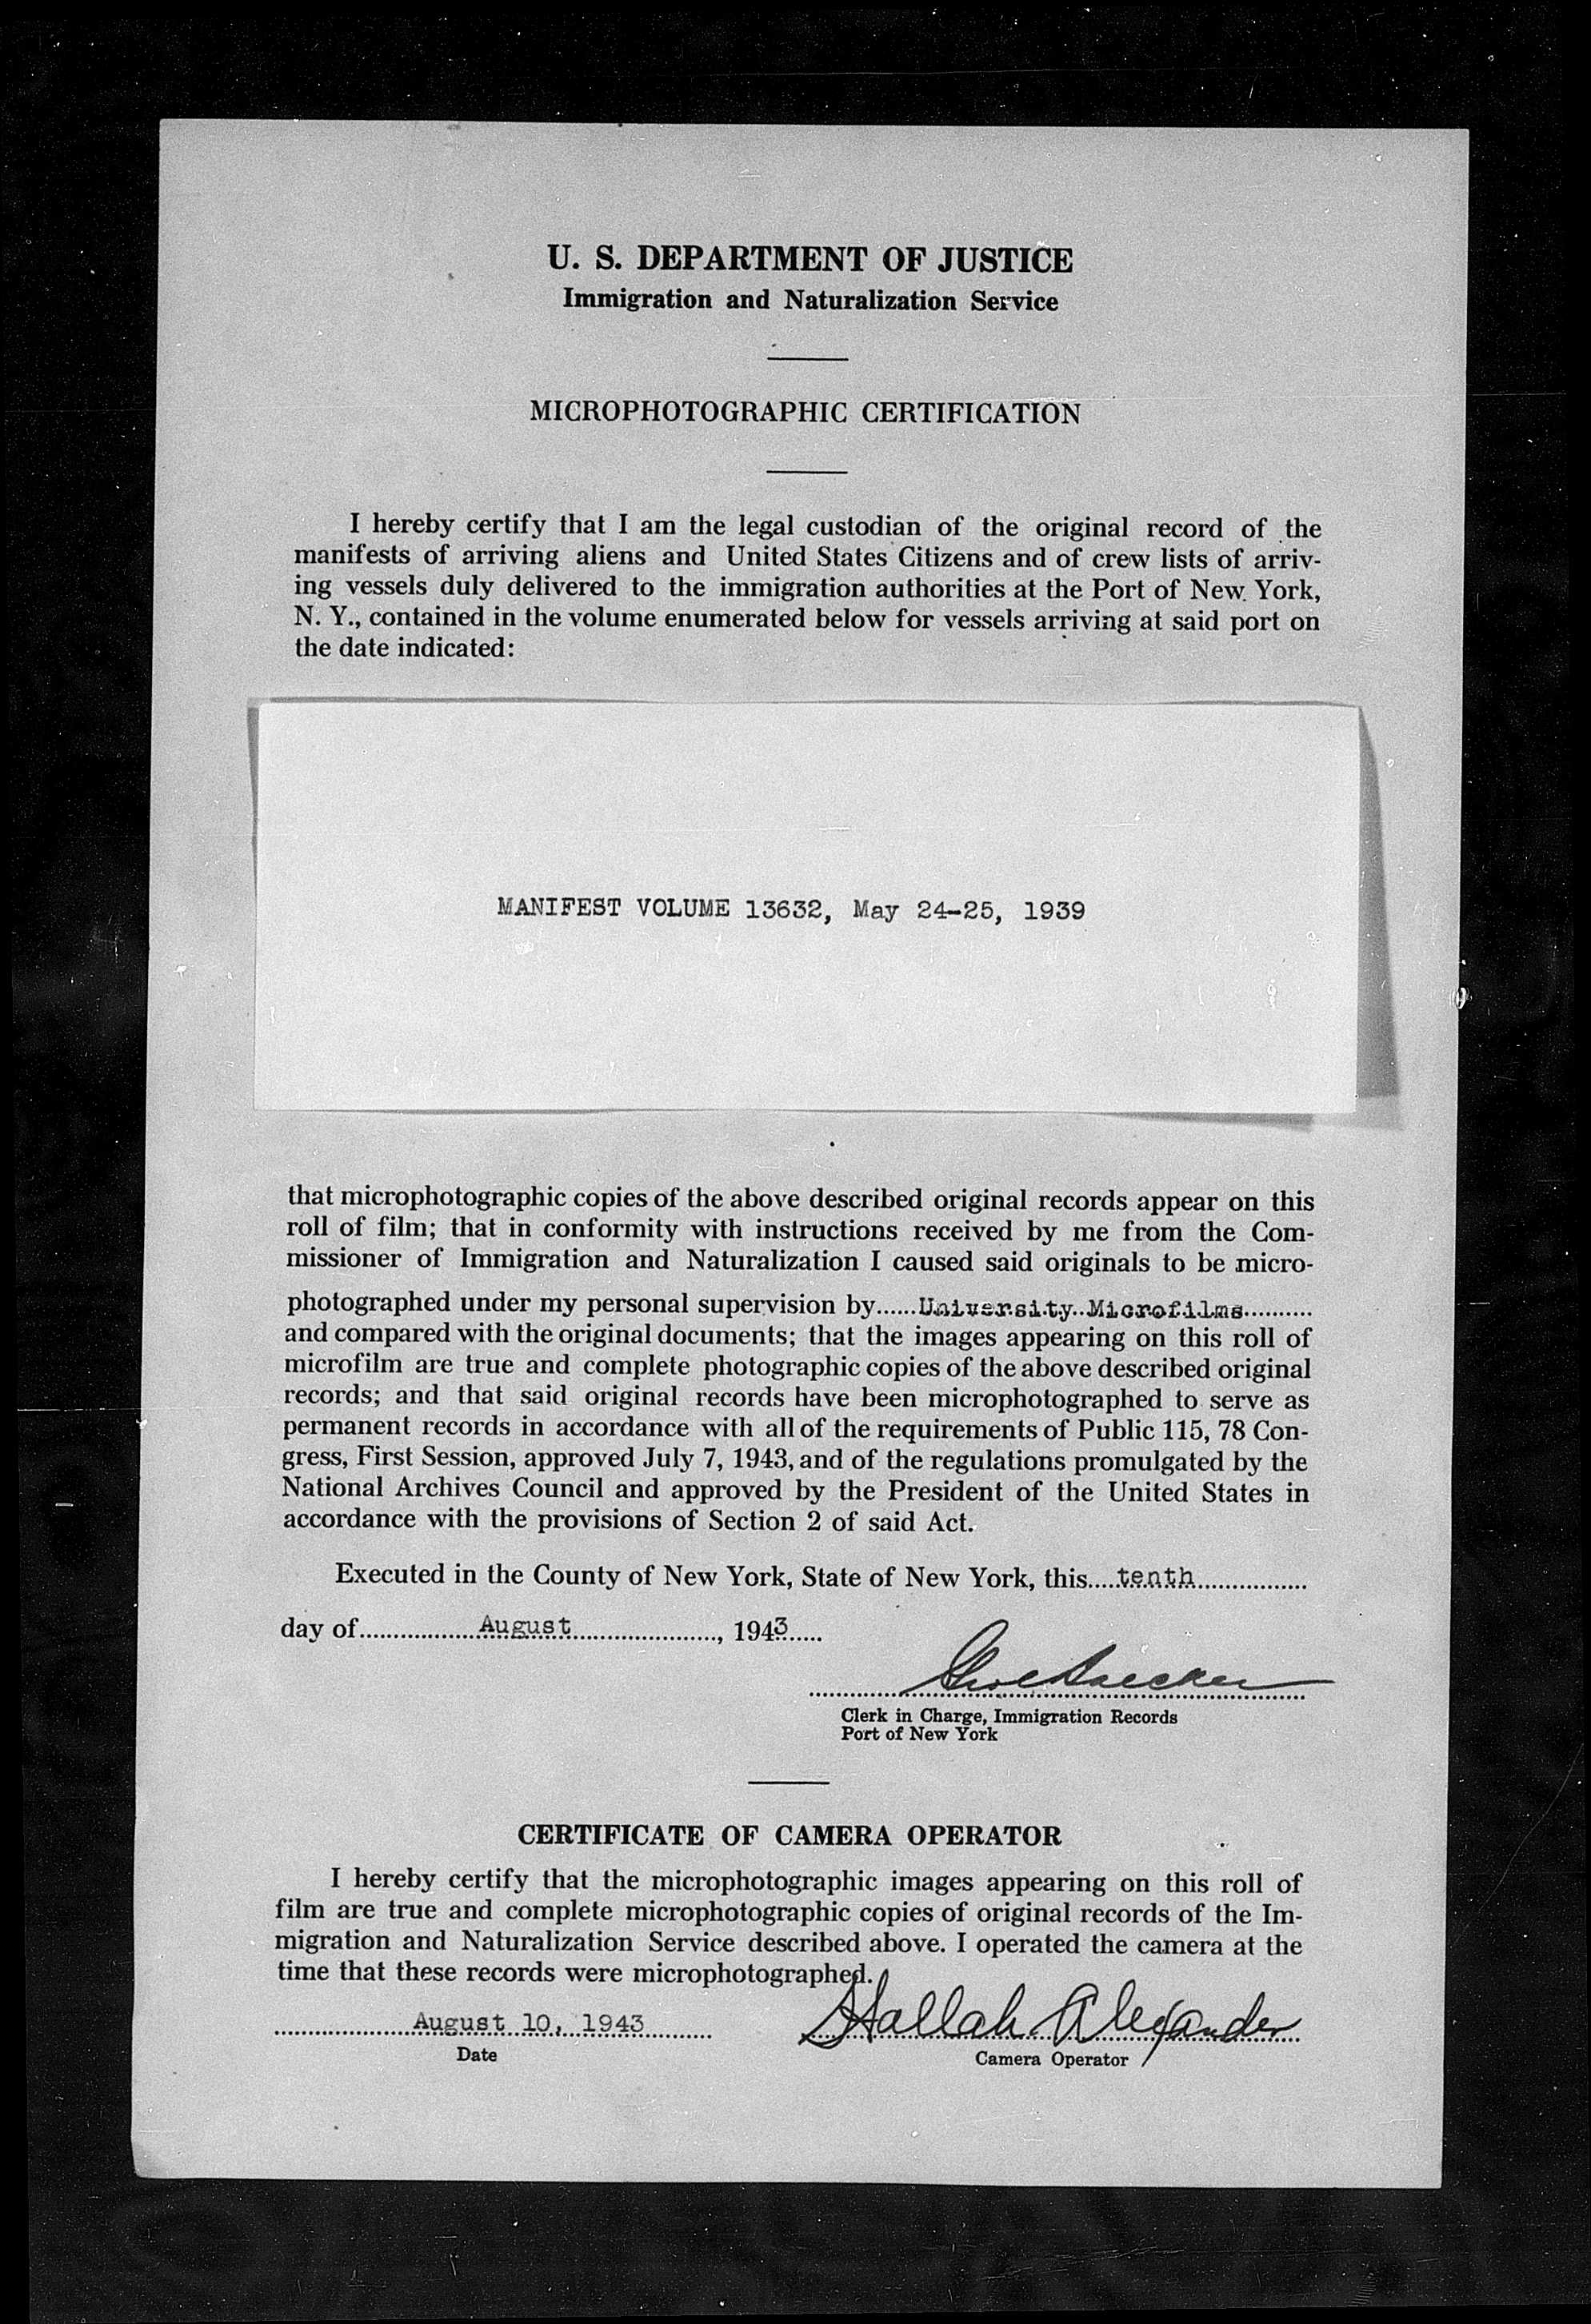 U. S. DEPARTMENT OF JUSTICE
Immigration and Naturalization Service
MICROPHOTOGRAPHIC CERTIFICATION
I hereby certify that I am the legal custodian of the original record of the
manifests of arriving aliens and United States Citizens and of crew lists of arriv-
ing vessels duly delivered to the immigration authorities at the Port of New York,
N. Y., contained in the volume enumerated below for vessels arriving at said port on
the date indicated:
MANIFEST VOLUME 13632, May 24-25, 1939
that microphotographic copies of the above described original records appear on this
roll of film; that in conformity with instructions received by me from the Com-
missioner of Immigration and Naturalization I caused said originals to be micro-
photographed under my personal supervision by......University Microfilms..........
and compared with the original documents; that the images appearing on this roll of
microfilm are true and complete photographic copies of the above described original
records; and that said original records have been microphotographed to serve as
permanent records in accordance with all of the requirements of Public 115, 78 Con-
gress, First Session, approved July 7, 1943, and of the regulations promulgated by the
National Archives Council and approved by the President of the United States in
accordance with the provisions of Section 2 of said Act.
Executed in the County of New York, State of New York, this.....tenth................
day of..................August......................, 1943.....
Clerk in Charge, Immigration Records
Port of New York
CERTIFICATE OF CAMERA OPERATOR
I hereby certify that the microphotographic images appearing on this roll of
film are true and complete microphotographic copies of original records of the Im-
migration and Naturalization Service described above. I operated the camera at the
time that these records were microphotographed.
August 10, 1943 Hallah Alexander
Date Camera Operator